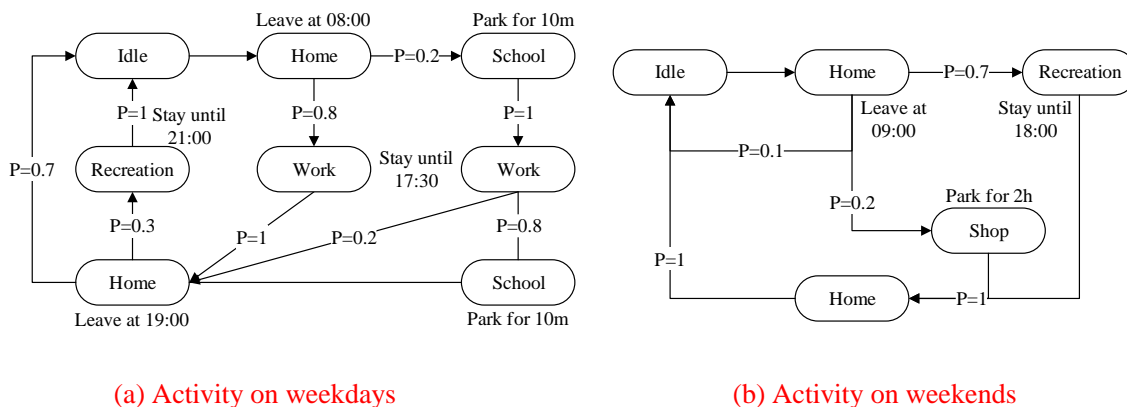 Leave at 08:00
Park for 10m
Idle
Home
P=0.2
School
P=1
Stay until
21:00
P=0.8
P=1
P=0.7
Recreation
Work
Stay until
17:30
Work
P=0.3
P=1
P=0.2
P=0.8
Home
School
Leave at 19:00
Park for 10m
(a) Activity on weekdays
Idle
Home
P=0.7
Recreation
Leave at
09:00
Stay until
18:00
P=0.1
P=0.2
Park for 2h
Shop
P=1
Home
P=1
(b) Activity on weekends